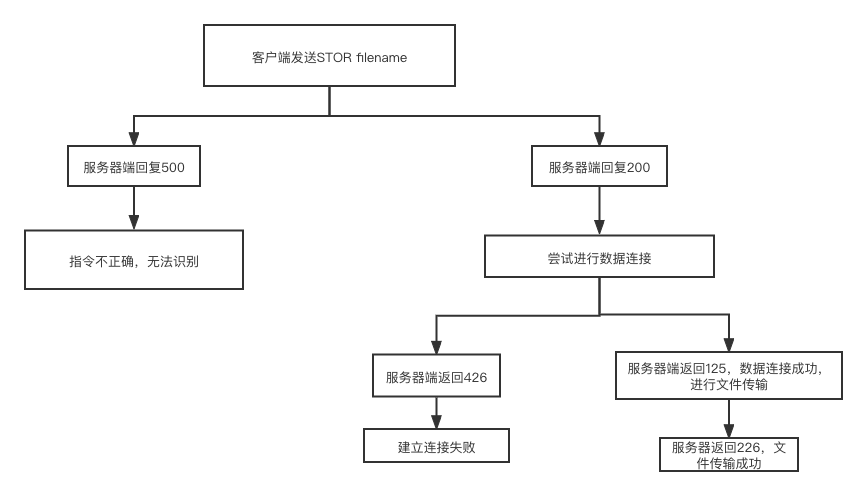 客户端发送STOR filename
服务器端回复500
服务器端回复200
指令不正确，无法识别
尝试进行数据连接
服务器端返回426
服务器端返回125，数据连接成功，
进行文件传输
建立连接失败
服务器返回226，文
件传输成功